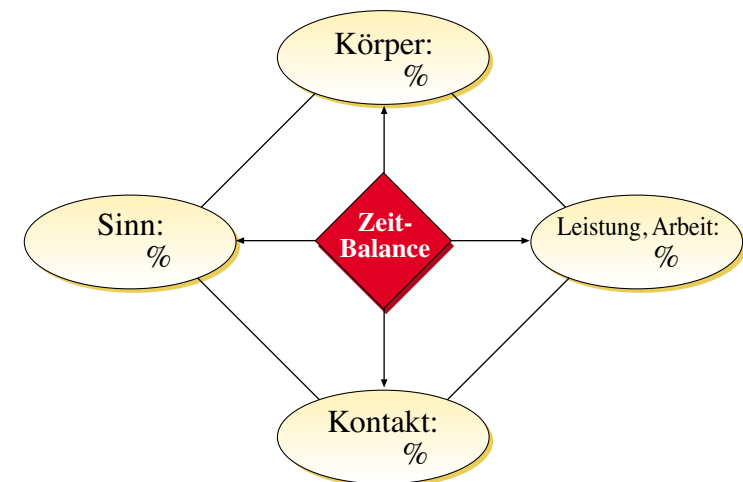 Körper:
%
Sinn:
%
Zeit-
Balance
Leistung, Arbeit:
%
Kontakt:
%